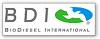 BDI
BIODIESEL INTERNATIONAL